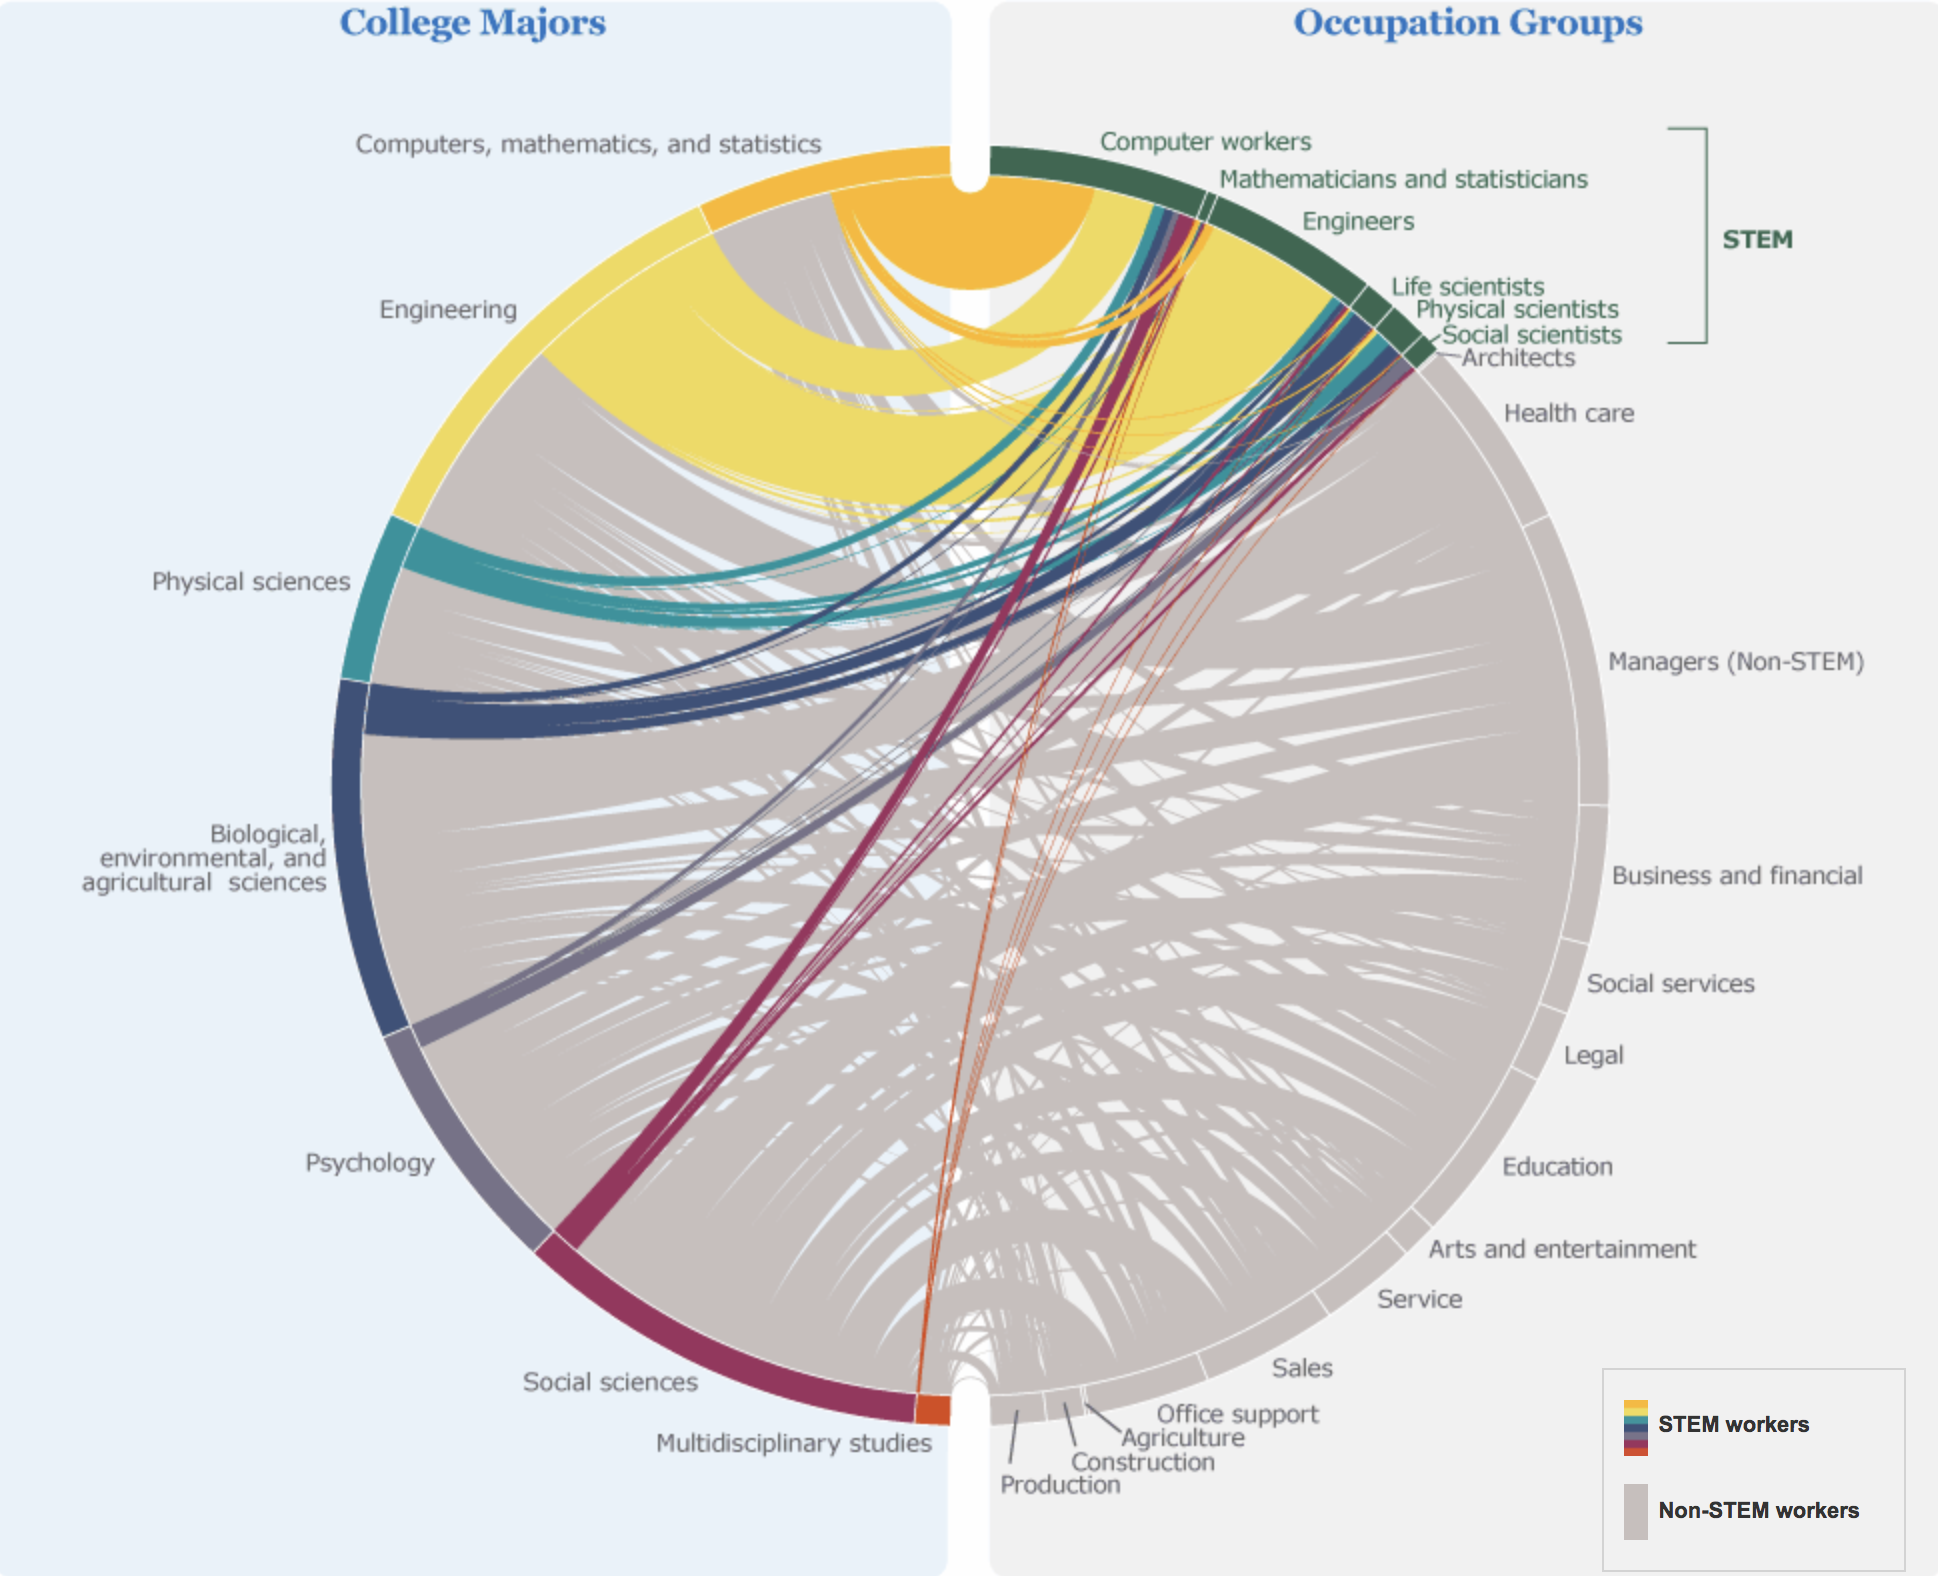 College Majors
Occupation Groups
Computers, mathematics, and statistics
Engineering
Physical sciences
Biological,
environmental, and
agricultural sciences
Psychology
Social sciences
Multidisciplinary studies
Computer workers
Mathematicians and statisticians
Engineers
STEM
Life scientists
Physical scientists
Social scientists
Architects
Health care
Managers (Non-STEM)
Business and financial
Social services
Legal
Education
Arts and entertainment
Service
Sales
Office support
Agriculture
Construction
Production
STEM workers
Non-STEM workers